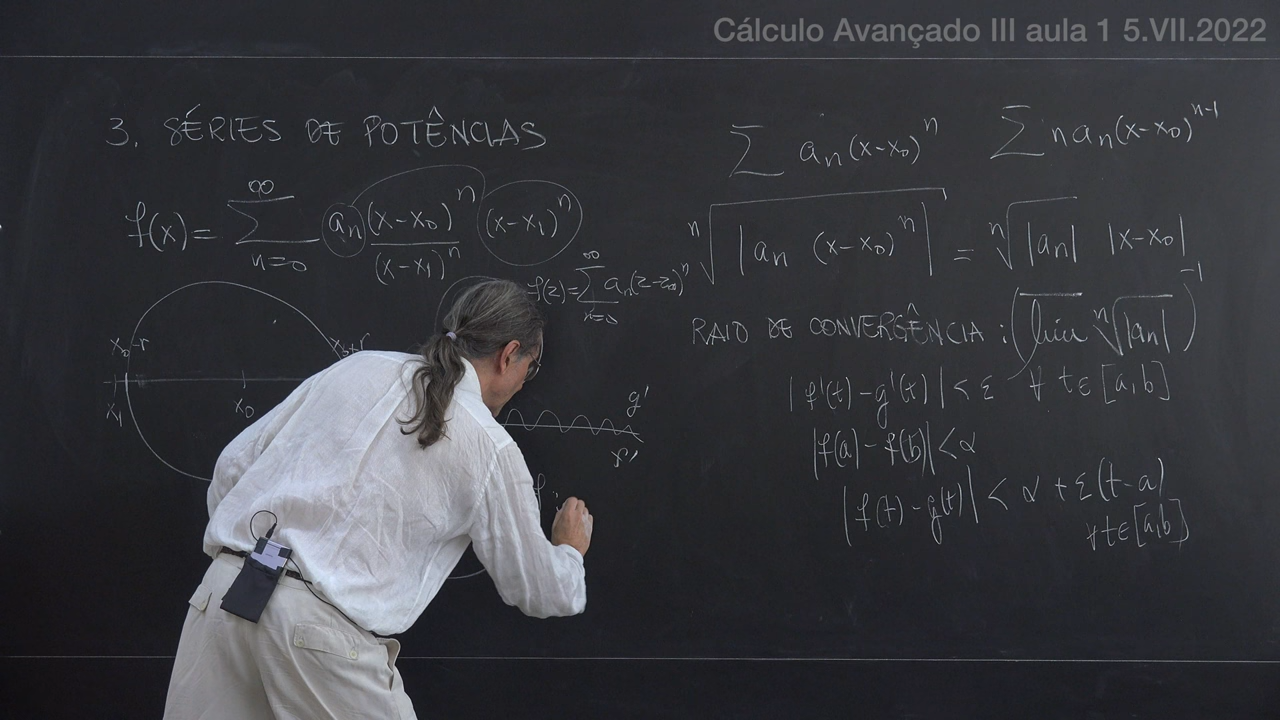 Cálculo Avançado III aula 1 5.VII.2022
3. SÉRIES DE POTÊNCIAS
f(x) = ∑_{n=0}^{∞} a_n (x-x_0)^n / (x-x_1)^n (x-x_1)^n
f(z) = ∑_{n=0}^{∞} a_n (z-z_0)^n
x_0-r x_0+r
x_1 x_0
g'
f'
f:
∑ a_n (x-x_0)^n ∑ n a_n (x-x_0)^{n-1}
ⁿ√|a_n (x-x_0)^n| = ⁿ√|a_n| |x-x_0|
RAIO DE CONVERGÊNCIA : (lim ⁿ√|a_n|)^{-1}
|f'(t) - g'(t)| < ε ∀ t ∈ [a,b]
|f(a) - f(b)| < α
|f(t) - g(t)| < α + ε(t-a)
∀ t ∈ [a,b]